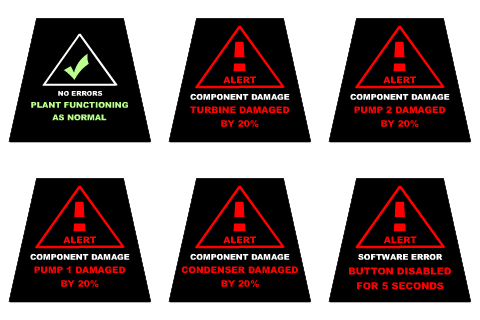 NO ERRORS
PLANT FUNCTIONING
AS NORMAL
ALERT
COMPONENT DAMAGE
TURBINE DAMAGED
BY 20%
ALERT
COMPONENT DAMAGE
PUMP 2 DAMAGED
BY 20%
ALERT
COMPONENT DAMAGE
PUMP 1 DAMAGED
BY 20%
ALERT
COMPONENT DAMAGE
CONDENSER DAMAGED
BY 20%
ALERT
SOFTWARE ERROR
BUTTON DISABLED
FOR 5 SECONDS